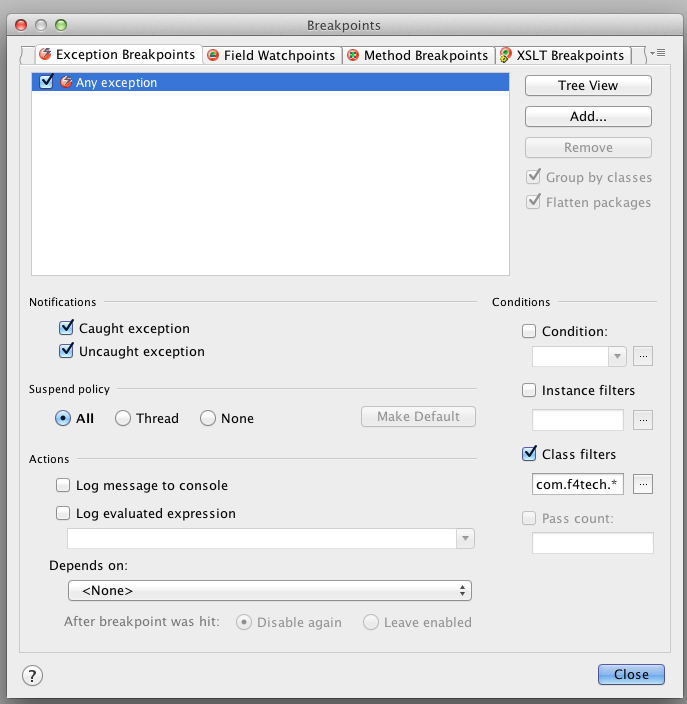 Breakpoints
Exception Breakpoints Field Watchpoints Method Breakpoints XSLT Breakpoints
Any exception
Tree View
Add...
Remove
Group by classes
Flatten packages
Notifications
Caught exception
Uncaught exception
Suspend policy
All Thread None Make Default
Actions
Log message to console
Log evaluated expression
Depends on:
<None>
After breakpoint was hit: Disable again Leave enabled
Conditions
Condition:
...
Instance filters
...
Class filters
com.f4tech.* ...
Pass count:
?
Close